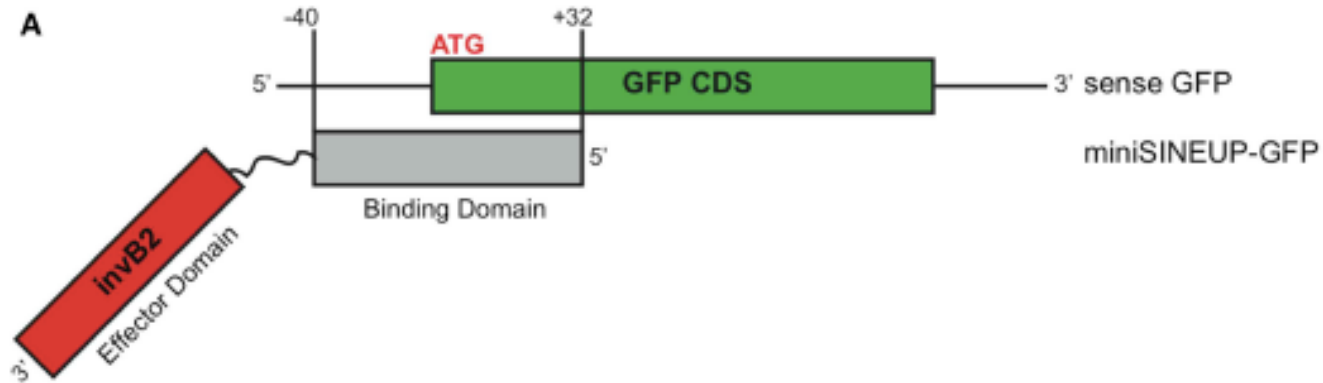 A
-40
+32
ATG
5'
GFP CDS
3' sense GFP
5'
miniSINEUP-GFP
Binding Domain
invB2
Effector Domain
3'